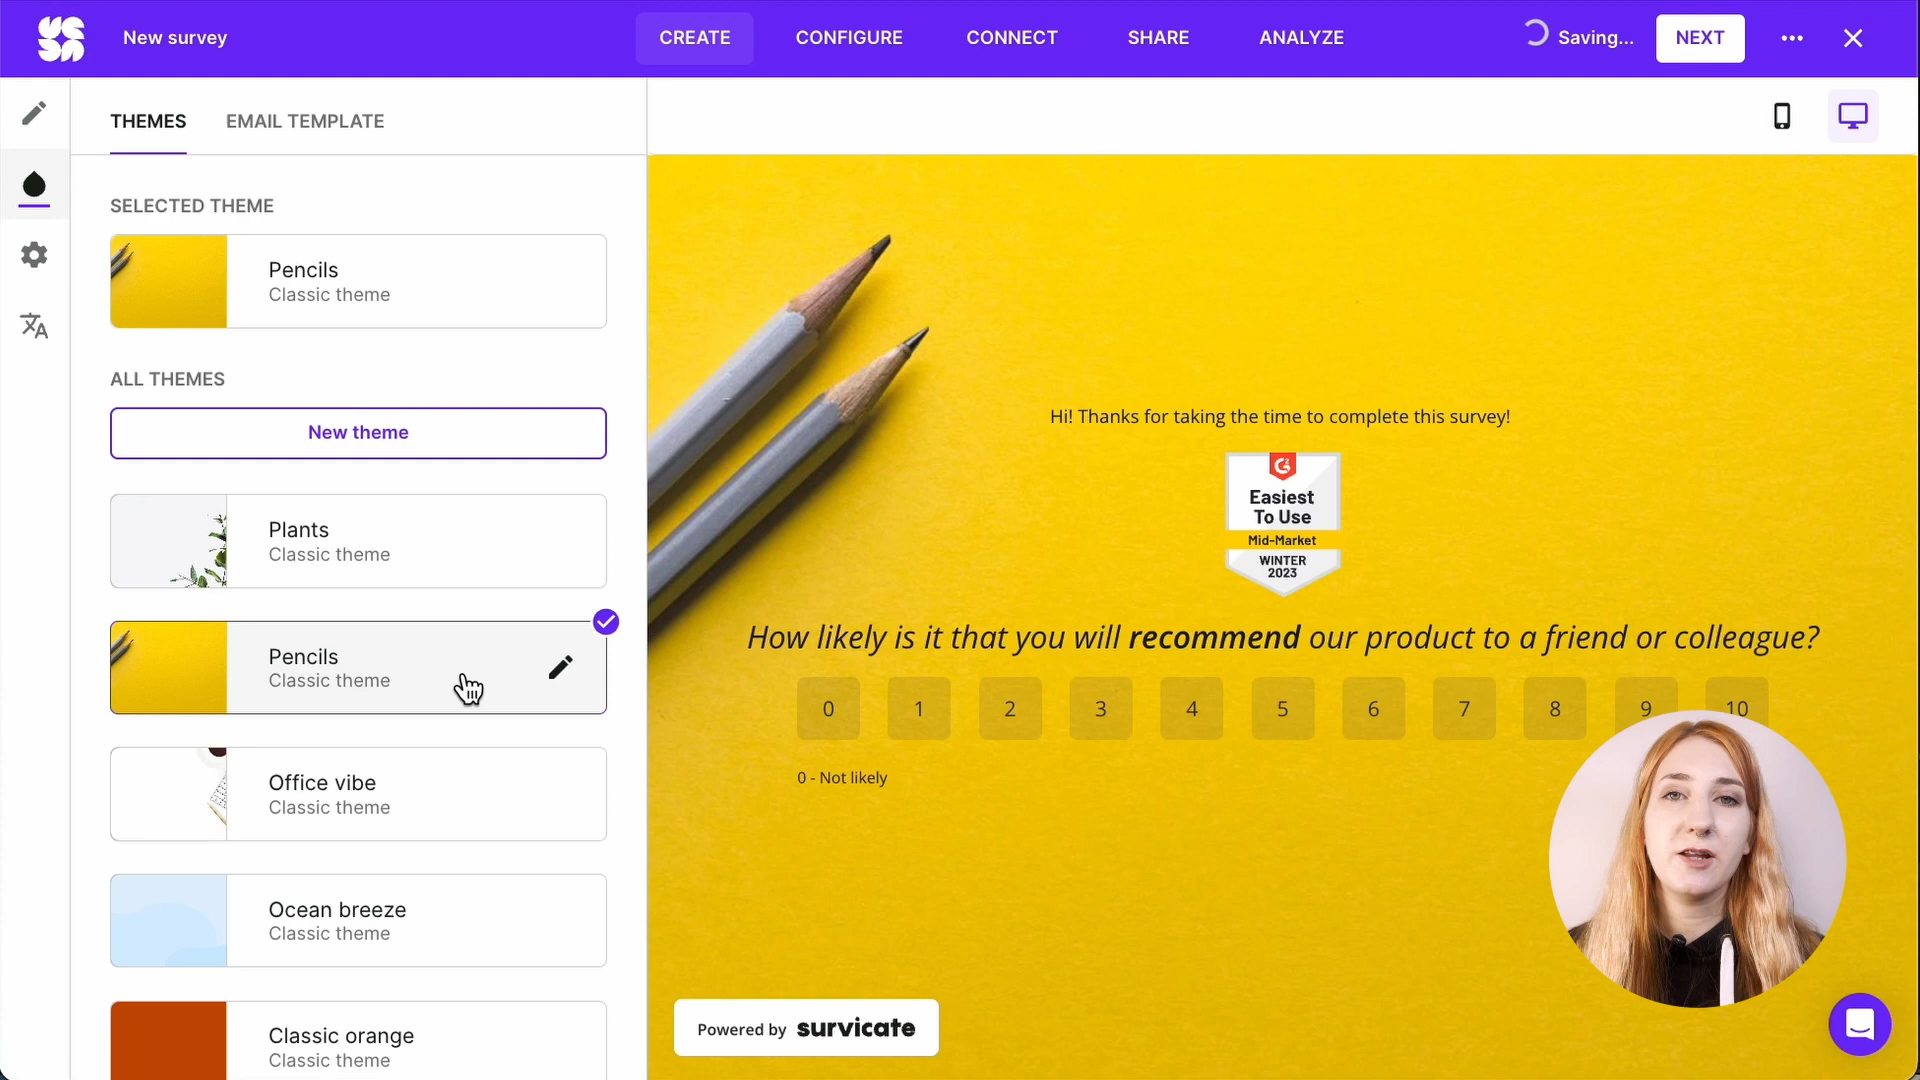 New survey
CREATE
CONFIGURE
CONNECT
SHARE
ANALYZE
Saving...
NEXT
THEMES
EMAIL TEMPLATE
SELECTED THEME
Pencils
Classic theme
ALL THEMES
New theme
Plants
Classic theme
Pencils
Classic theme
Office vibe
Classic theme
Ocean breeze
Classic theme
Classic orange
Classic theme
Hi! Thanks for taking the time to complete this survey!
Easiest
To Use
Mid-Market
WINTER
2023
How likely is it that you will recommend our product to a friend or colleague?
0 1 2 3 4 5 6 7 8 9 10
0 - Not likely
Powered by survicate